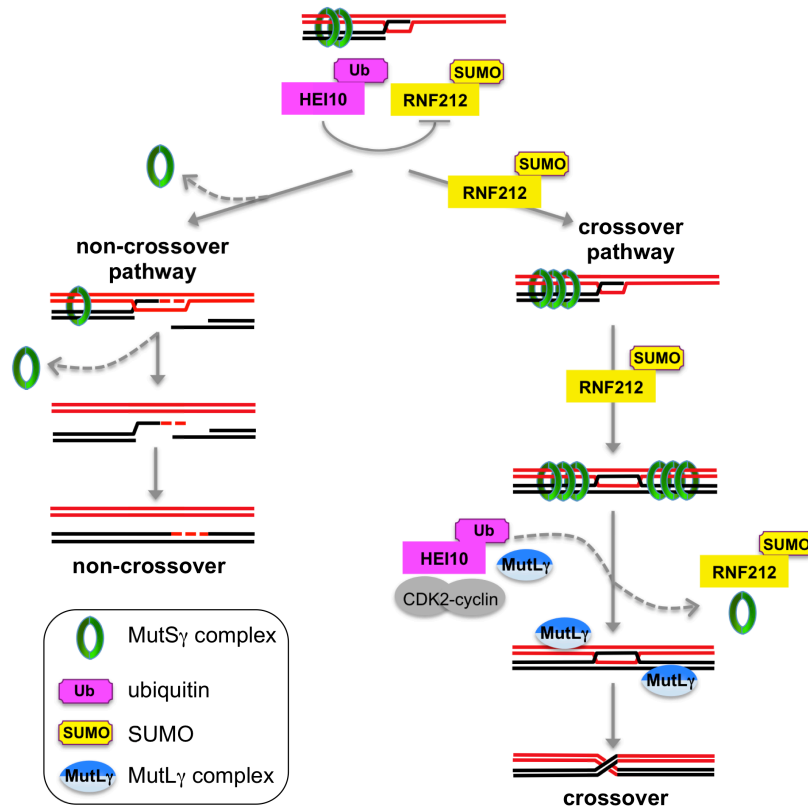 SUMO
Ub
HEI10
RNF212
SUMO
RNF212
non-crossover
pathway
crossover
pathway
SUMO
RNF212
Ub
HEI10
MutLγ
CDK2-cyclin
SUMO
RNF212
MutLγ
MutLγ
non-crossover
crossover
MutSγ complex
Ub
ubiquitin
SUMO
SUMO
MutLγ
MutLγ complex